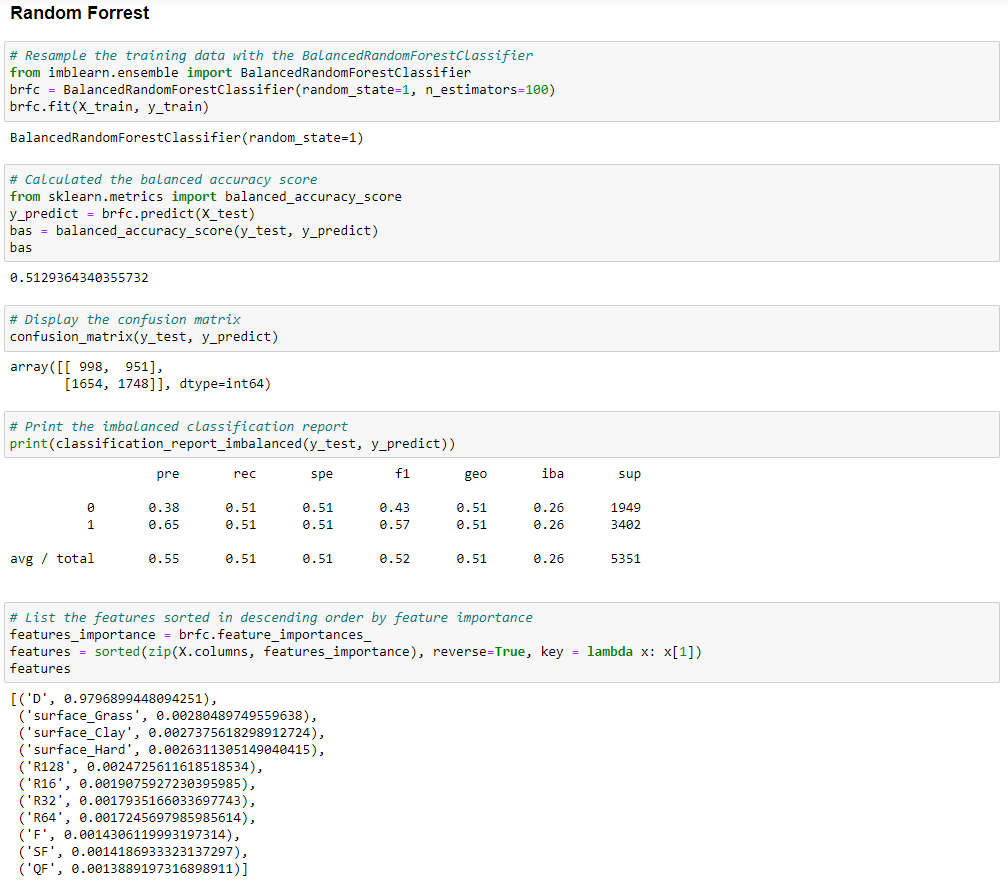 Random Forrest
# Resample the training data with the BalancedRandomForestClassifier
from imblearn.ensemble import BalancedRandomForestClassifier
brfc = BalancedRandomForestClassifier(random_state=1, n_estimators=100)
brfc.fit(X_train, y_train)
BalancedRandomForestClassifier(random_state=1)
# Calculated the balanced accuracy score
from sklearn.metrics import balanced_accuracy_score
y_predict = brfc.predict(X_test)
bas = balanced_accuracy_score(y_test, y_predict)
bas
0.5129364340355732
# Display the confusion matrix
confusion_matrix(y_test, y_predict)
array([[ 998,  951],
       [1654, 1748]], dtype=int64)
# Print the imbalanced classification report
print(classification_report_imbalanced(y_test, y_predict))
pre rec spe f1 geo iba sup
0 0.38 0.51 0.51 0.43 0.51 0.26 1949
1 0.65 0.51 0.51 0.57 0.51 0.26 3402
avg / total 0.55 0.51 0.51 0.52 0.51 0.26 5351
# List the features sorted in descending order by feature importance
features_importance = brfc.feature_importances_
features = sorted(zip(X.columns, features_importance), reverse=True, key = lambda x: x[1])
features
[('D', 0.9796899448094251),
 ('surface_Grass', 0.00280489749559638),
 ('surface_Clay', 0.0027375618298912724),
 ('surface_Hard', 0.0026311305149040415),
 ('R128', 0.0024725611618518534),
 ('R16', 0.0019075927230395985),
 ('R32', 0.0017935166033697743),
 ('R64', 0.0017245697985985614),
 ('F', 0.0014306119993197314),
 ('SF', 0.0014186933323137297),
 ('QF', 0.0013889197316898911)]